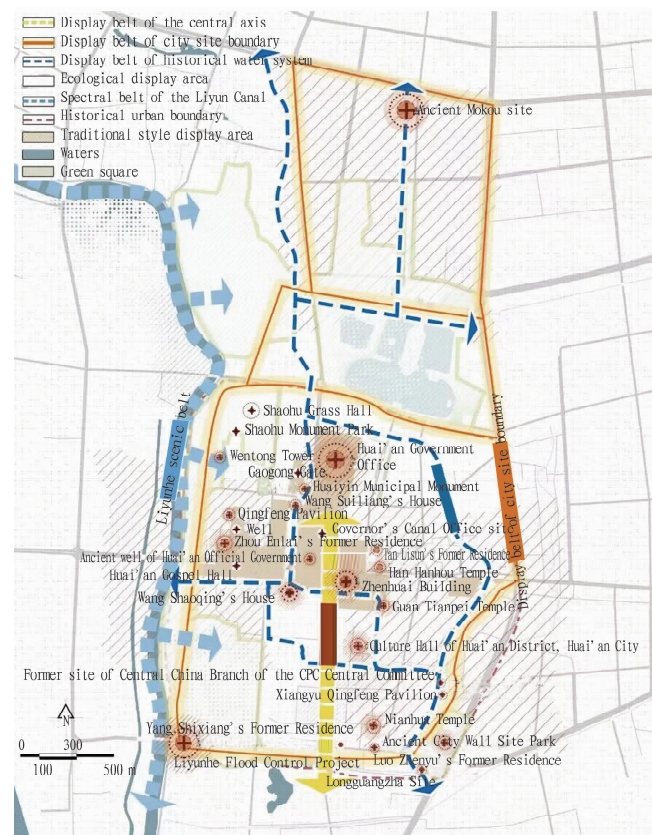 Display belt of the central axis
Display belt of city site boundary
Display belt of historical water system
Ecological display area
Spectral belt of the Liyun Canal
Historical urban boundary
Traditional style display area
Waters
Green square
Ancient Mokou site
Liyunhe scenic belt
Shaohu Grass Hall
Shaohu Monument Park
Wentong Tower
Huai'an Government
Office
Gaogong Gate
Huaiyin Municipal Monument
Wang Suiliang's House
Qingfeng Pavilion
Well
Governor's Canal Office site
Zhou Enlai's Former Residence
Tan Lisun's Former Residence
Ancient well of Huai'an Official Government
Huai'an Gospel Hall
Han Hanhou Temple
Zhenhuai Building
Wang Shaoqing's House
Guan Tianpei Temple
Display belt of city site boundary
Culture Hall of Huai'an District, Huai'an City
Former site of Central China Branch of the CPC Central Committee
Xiangyu Qingfeng Pavilion
Yang Shixiang's Former Residence
Nianhui Temple
Ancient City Wall Site Park
Liyunhe Flood Control Project
Luo Zhenyu's Former Residence
Longguangzha Site
N
0 300
100 500 m